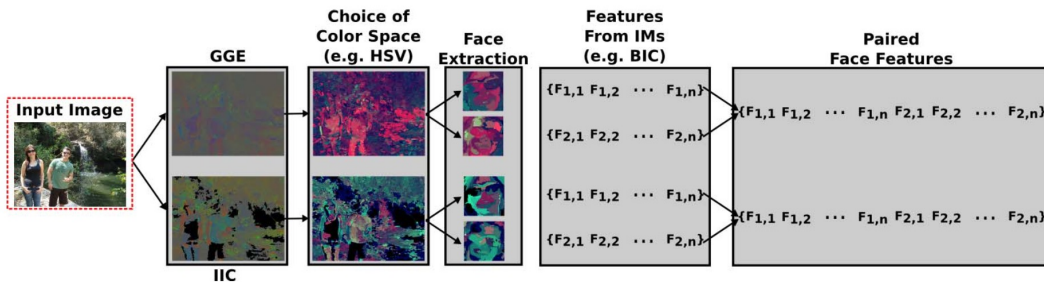 Input Image
GGE
IIC
Choice of
Color Space
(e.g. HSV)
Face
Extraction
Features
From IMs
(e.g. BIC)
{F1,1 F1,2 ··· F1,n}
{F2,1 F2,2 ··· F2,n}
{F1,1 F1,2 ··· F1,n}
{F2,1 F2,2 ··· F2,n}
Paired
Face Features
{F1,1 F1,2 ··· F1,n F2,1 F2,2 ··· F2,n}
{F1,1 F1,2 ··· F1,n F2,1 F2,2 ··· F2,n}